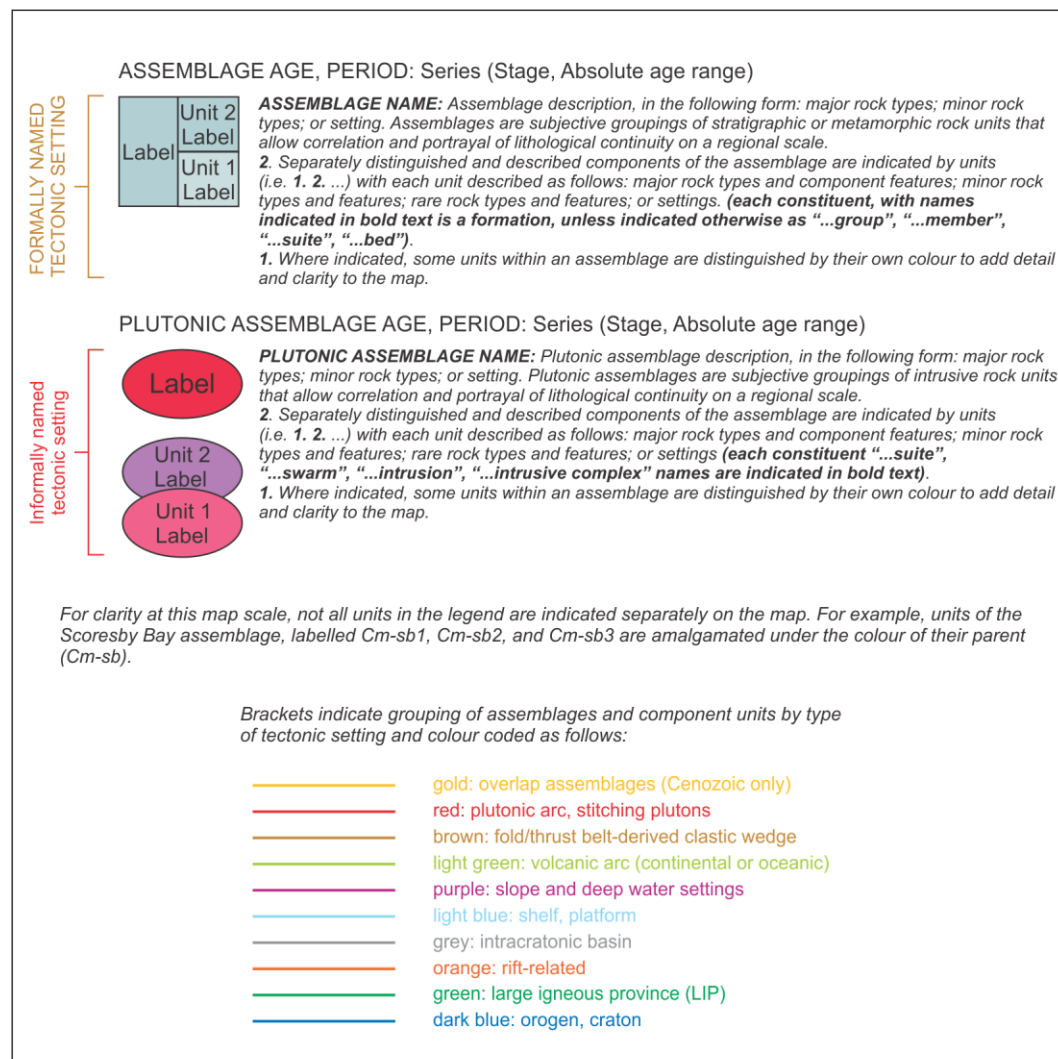 ASSEMBLAGE AGE, PERIOD: Series (Stage, Absolute age range)
FORMALLY NAMED
TECTONIC SETTING
Label
Unit 2
Label
Unit 1
Label
ASSEMBLAGE NAME: Assemblage description, in the following form: major rock types; minor rock
types; or setting. Assemblages are subjective groupings of stratigraphic or metamorphic rock units that
allow correlation and portrayal of lithological continuity on a regional scale.
2. Separately distinguished and described components of the assemblage are indicated by units
(i.e. 1. 2. ...) with each unit described as follows: major rock types and component features; minor rock
types and features; rare rock types and features; or settings. (each constituent, with names
indicated in bold text is a formation, unless indicated otherwise as “...group”, “...member”,
“...suite”, “...bed”).
1. Where indicated, some units within an assemblage are distinguished by their own colour to add detail
and clarity to the map.
PLUTONIC ASSEMBLAGE AGE, PERIOD: Series (Stage, Absolute age range)
Informally named
tectonic setting
Label
Unit 2
Label
Unit 1
Label
PLUTONIC ASSEMBLAGE NAME: Plutonic assemblage description, in the following form: major rock
types; minor rock types; or setting. Plutonic assemblages are subjective groupings of intrusive rock units
that allow correlation and portrayal of lithological continuity on a regional scale.
2. Separately distinguished and described components of the assemblage are indicated by units
(i.e. 1. 2. ...) with each unit described as follows: major rock types and component features; minor rock
types and features; rare rock types and features; or settings (each constituent “...suite”,
“...swarm”, “...intrusion”, “...intrusive complex” names are indicated in bold text).
1. Where indicated, some units within an assemblage are distinguished by their own colour to add detail
and clarity to the map.
For clarity at this map scale, not all units in the legend are indicated separately on the map. For example, units of the
Scoresby Bay assemblage, labelled Cm-sb1, Cm-sb2, and Cm-sb3 are amalgamated under the colour of their parent
(Cm-sb).
Brackets indicate grouping of assemblages and component units by type
of tectonic setting and colour coded as follows:
gold: overlap assemblages (Cenozoic only)
red: plutonic arc, stitching plutons
brown: fold/thrust belt-derived clastic wedge
light green: volcanic arc (continental or oceanic)
purple: slope and deep water settings
light blue: shelf, platform
grey: intracratonic basin
orange: rift-related
green: large igneous province (LIP)
dark blue: orogen, craton